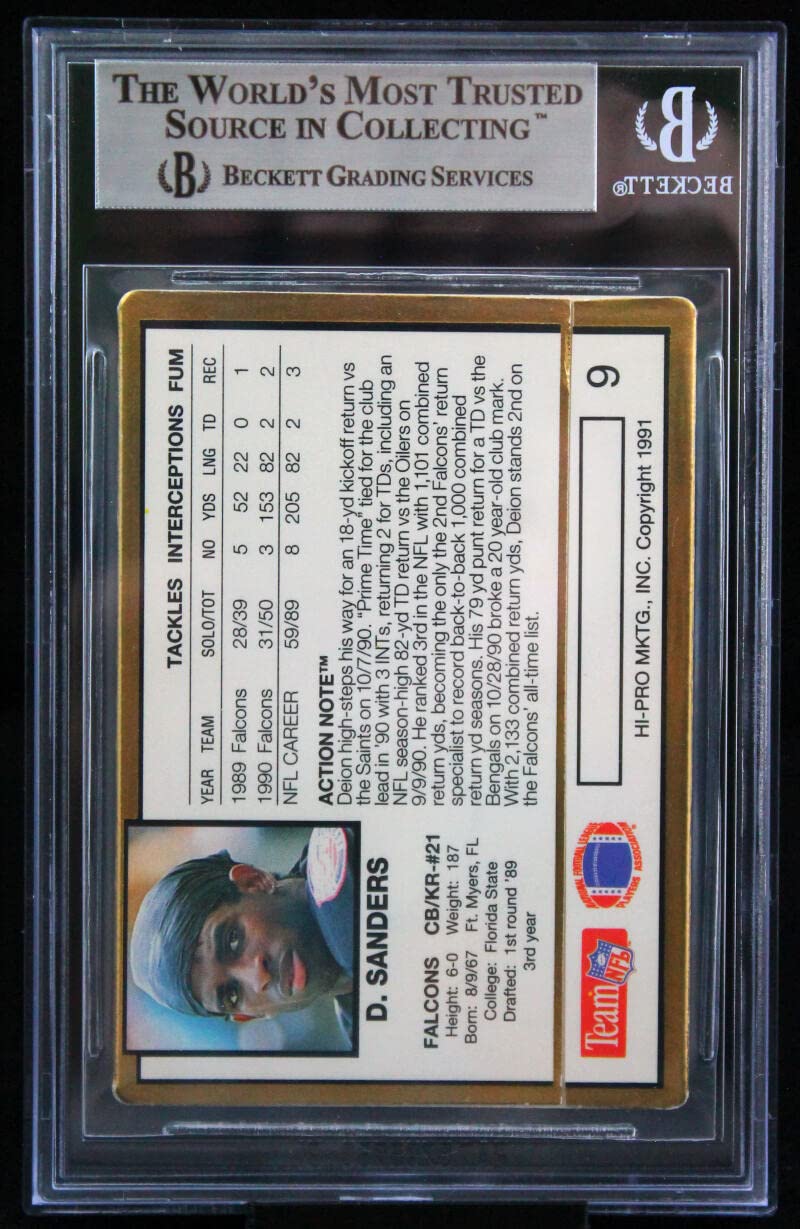 THE WORLD'S MOST TRUSTED
SOURCE IN COLLECTING™
B BECKETT GRADING SERVICES
B
BECKETT®
TACKLES INTERCEPTIONS FUM
YEAR TEAM SOLO/TOT NO YDS LNG TD REC
1989 Falcons 28/39 5 52 22 0 1
1990 Falcons 31/50 3 153 82 2 2
NFL CAREER 59/89 8 205 82 2 3
ACTION NOTE™
Deion high-steps his way for an 18-yd kickoff return vs
the Saints on 10/7/90. "Prime Time" tied for the club
lead in '90 with 3 INTs, returning 2 for TDs, including an
NFL season-high 82-yd TD return vs the Oilers on
9/9/90. He ranked 3rd in the NFL with 1,101 combined
return yds, becoming the only the 2nd Falcons' return
specialist to record back-to-back 1,000 combined
return yd seasons. His 79 yd punt return for a TD vs the
Bengals on 10/28/90 broke a 20 year-old club mark.
With 2,133 combined return yds, Deion stands 2nd on
the Falcons' all-time list.
D. SANDERS
FALCONS CB/KR-#21
Height: 6-0 Weight: 187
Born: 8/9/67 Ft. Myers, FL
College: Florida State
Drafted: 1st round '89
3rd year
Team NFL
NATIONAL FOOTBALL LEAGUE
PLAYERS ASSOCIATION
9
HI-PRO MKTG., INC. Copyright 1991